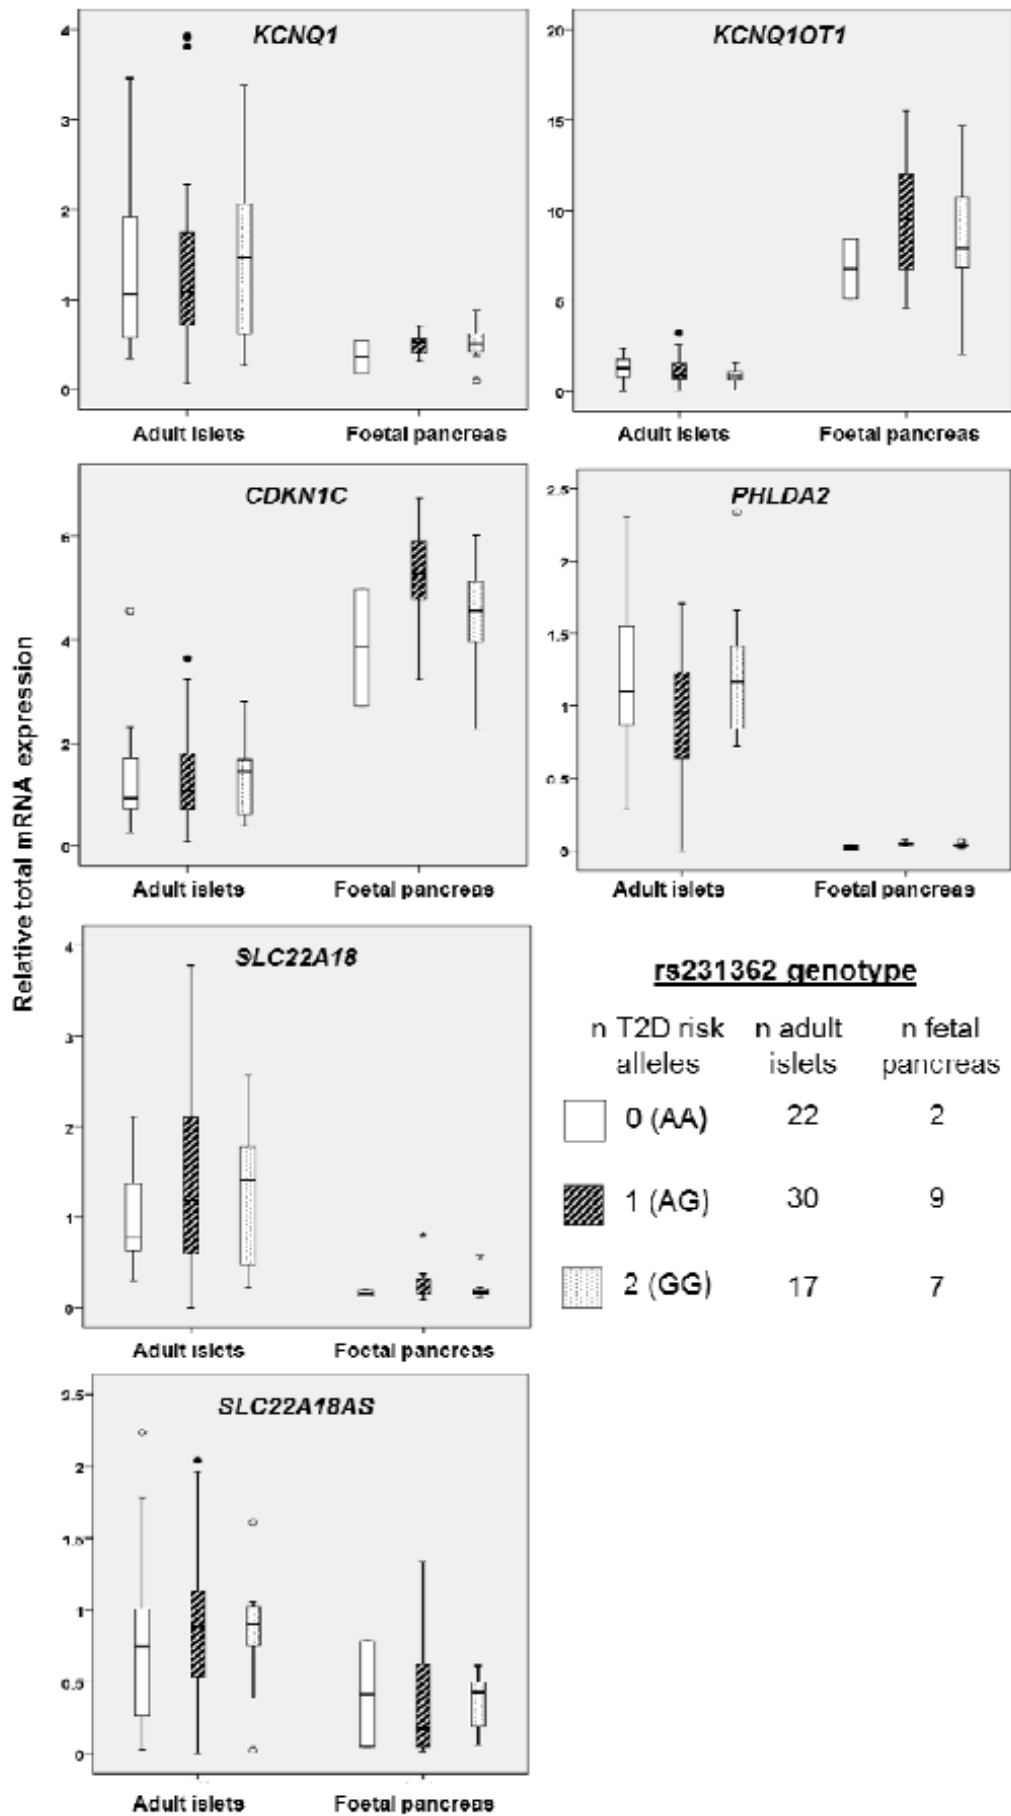 KCNQ1
4
3
2
1
0
Adult islets Foetal pancreas
KCNQ1OT1
20
15
10
5
0
Adult islets Foetal pancreas
Relative total mRNA expression
CDKN1C
6
4
2
0
Adult islets Foetal pancreas
PHLDA2
2.5
2
1.5
1
0.5
0
Adult islets Foetal pancreas
SLC22A18
4
3
2
1
0
Adult islets Foetal pancreas
rs231362 genotype
n T2D risk n adult n fetal
alleles islets pancreas
0 (AA) 22 2
1 (AG) 30 9
2 (GG) 17 7
SLC22A18AS
2.5
2
1.5
1
0.5
0
Adult islets Foetal pancreas